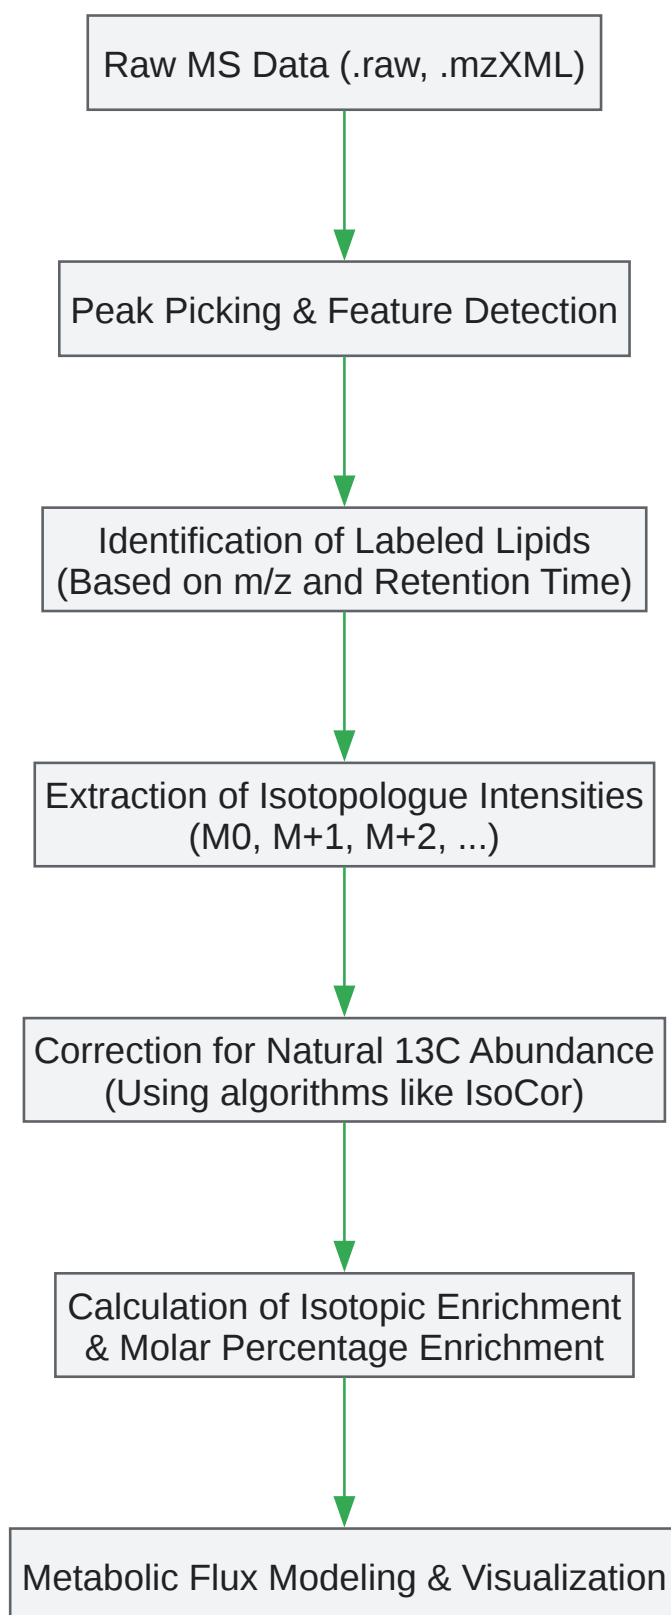 Raw MS Data (.raw, .mzXML)
Peak Picking & Feature Detection
Identification of Labeled Lipids
(Based on m/z and Retention Time)
Extraction of Isotopologue Intensities
(M0, M+1, M+2, ...)
Correction for Natural 13C Abundance
(Using algorithms like IsoCor)
Calculation of Isotopic Enrichment
& Molar Percentage Enrichment
Metabolic Flux Modeling & Visualization